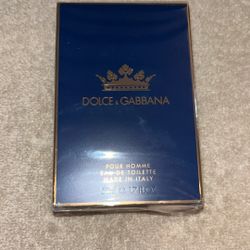 DOLCE & GABBANA
POUR HOMME
EAU DE TOILETTE
MADE IN ITALY